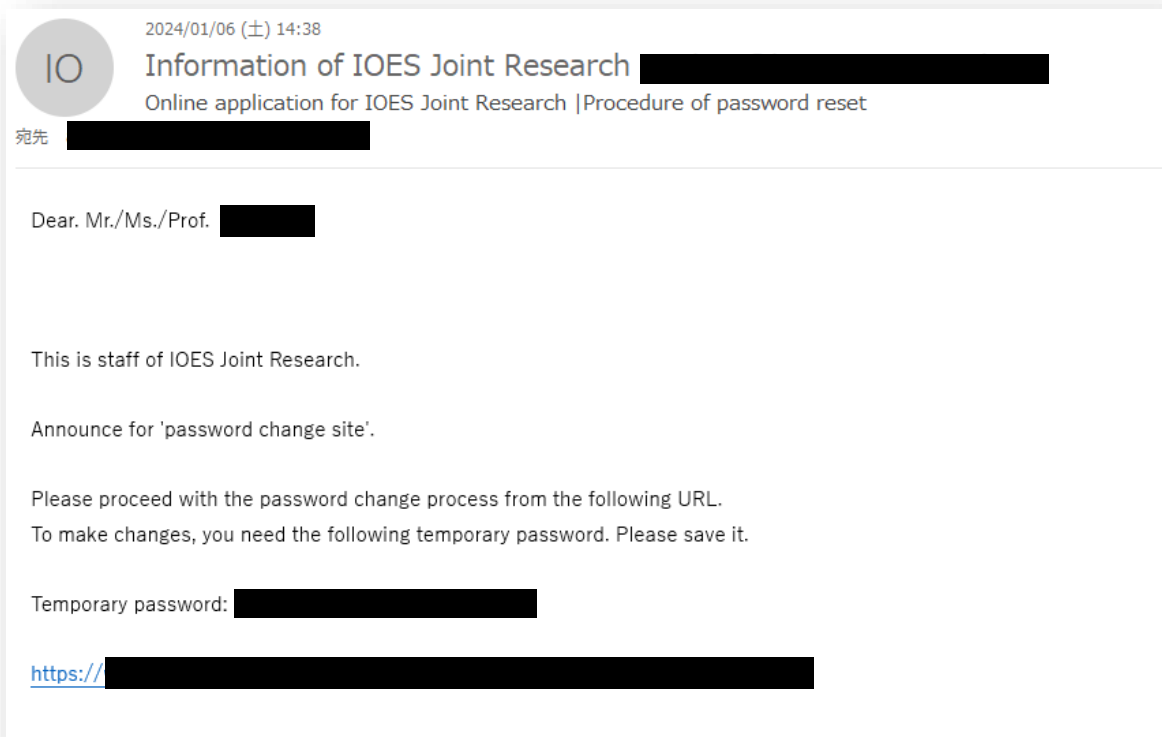 IO
2024/01/06 (土) 14:38
Information of IOES Joint Research
Online application for IOES Joint Research |Procedure of password reset
宛先
Dear. Mr./Ms./Prof.
This is staff of IOES Joint Research.
Announce for 'password change site'.
Please proceed with the password change process from the following URL.
To make changes, you need the following temporary password. Please save it.
Temporary password:
https://